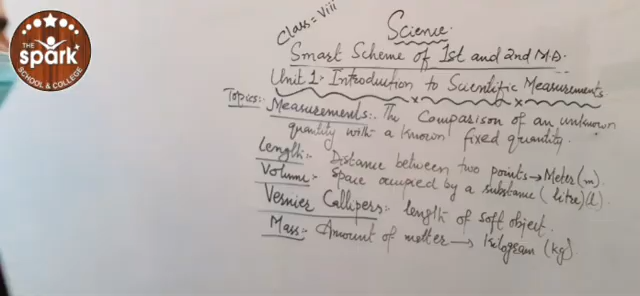 THE
spark
SCHOOL & COLLEGE
Class = Viii
Science.
Smart Scheme of 1st and 2nd M.D.
Unit 1:- Introduction to Scientific Measurements.
Topics:- Measurements:- The Comparison of an unknown
quantity with a known fixed quantity.
Length:- Distance between two points → Meter (m).
Volume:- Space occupied by a substance (litre)(l).
Vernier Callipers:- length of soft object.
Mass:- Amount of matter → Kilogram (kg)